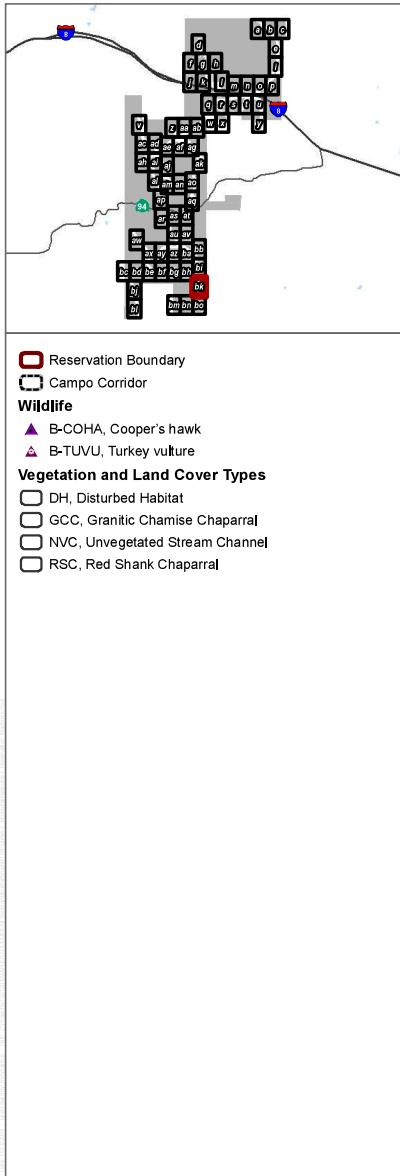 8
a b c
d
o
f g h
t
j k l m n o p
q r s t u
8
v
z aa ab w x
y
ac ad ae af ag
ah ai aj ak
al am an ao
94
ap aq
ar as at
au av
aw
ax ay az ba bb
bc bd be bf bg bh bi
bj bk
bl bm bn bo
Reservation Boundary
Campo Corridor
Wildlife
B-COHA, Cooper's hawk
B-TUVU, Turkey vulture
Vegetation and Land Cover Types
DH, Disturbed Habitat
GCC, Granitic Chamise Chaparral
NVC, Unvegetated Stream Channel
RSC, Red Shank Chaparral